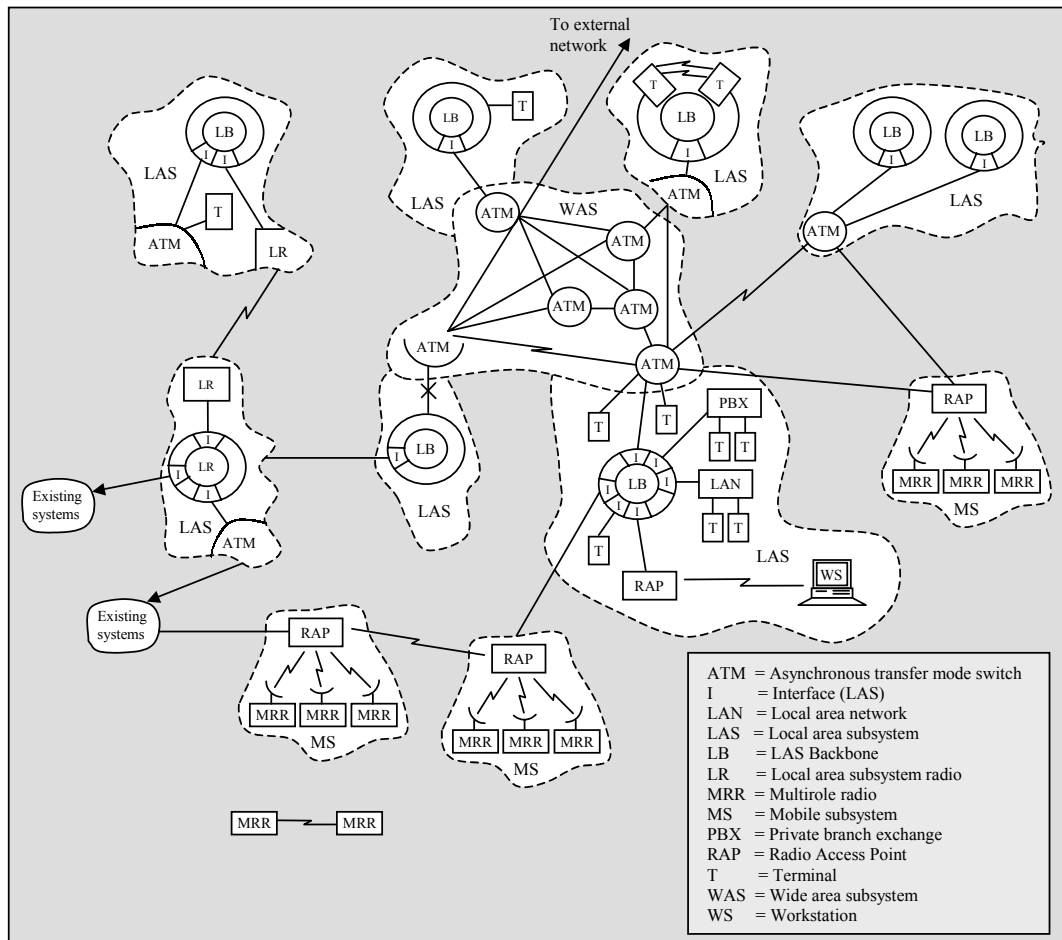 To external
network
LB
I
I
LAS
T
ATM
LR
LB
I
T
LAS
T
T
LB
I
LAS
ATM
LB
I
LB
I
LAS
ATM
ATM
WAS
ATM
ATM
ATM
ATM
ATM
LR
I
LR
I
I
I
LAS
ATM
Existing
systems
LB
I
LAS
T
T
PBX
T
T
I
I
I
I
LB
I
I
I
LAN
T
T
T
LAS
RAP
WS
RAP
MRR
MRR
MRR
MS
Existing
systems
RAP
MRR
MRR
MRR
MS
RAP
MRR
MRR
MRR
MS
MRR
MRR
ATM = Asynchronous transfer mode switch
I = Interface (LAS)
LAN = Local area network
LAS = Local area subsystem
LB = LAS Backbone
LR = Local area subsystem radio
MRR = Multirole radio
MS = Mobile subsystem
PBX = Private branch exchange
RAP = Radio Access Point
T = Terminal
WAS = Wide area subsystem
WS = Workstation